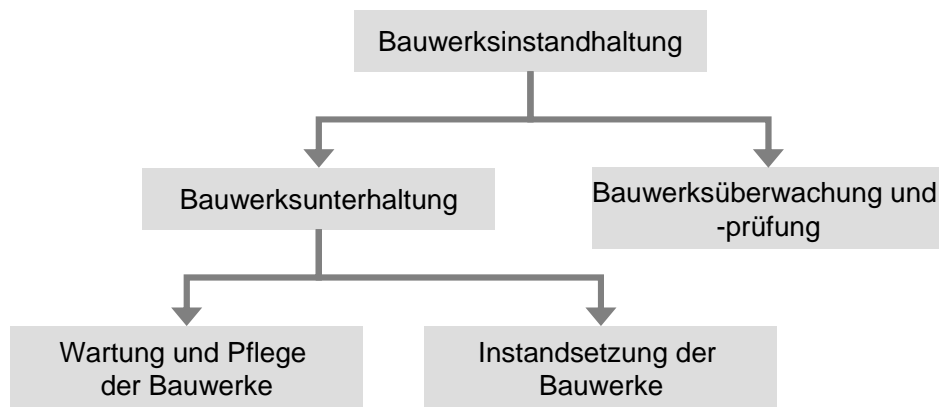 Bauwerksinstandhaltung
Bauwerksunterhaltung
Bauwerksüberwachung und
-prüfung
Wartung und Pflege
der Bauwerke
Instandsetzung der
Bauwerke